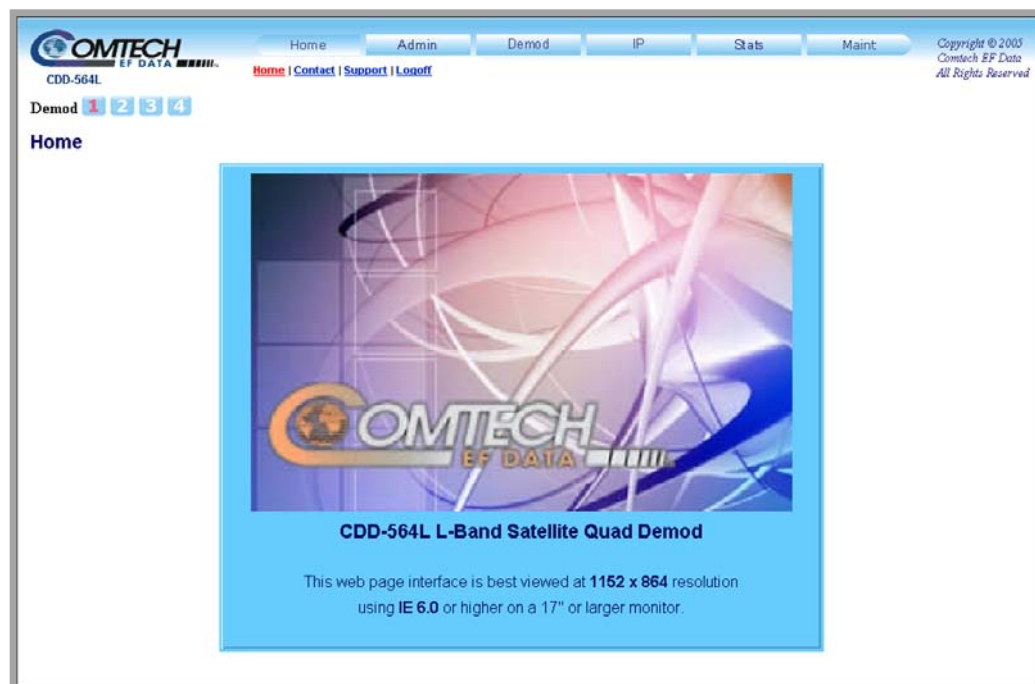 COMTECH
EF DATA
CDD-564L
Home Admin Demod IP Stats Maint
Home | Contact | Support | Logoff
Copyright © 2005
Comtech EF Data
All Rights Reserved
Demod 1 2 3 4
Home
COMTECH
EF DATA
CDD-564L L-Band Satellite Quad Demod
This web page interface is best viewed at 1152 x 864 resolution
using IE 6.0 or higher on a 17" or larger monitor.